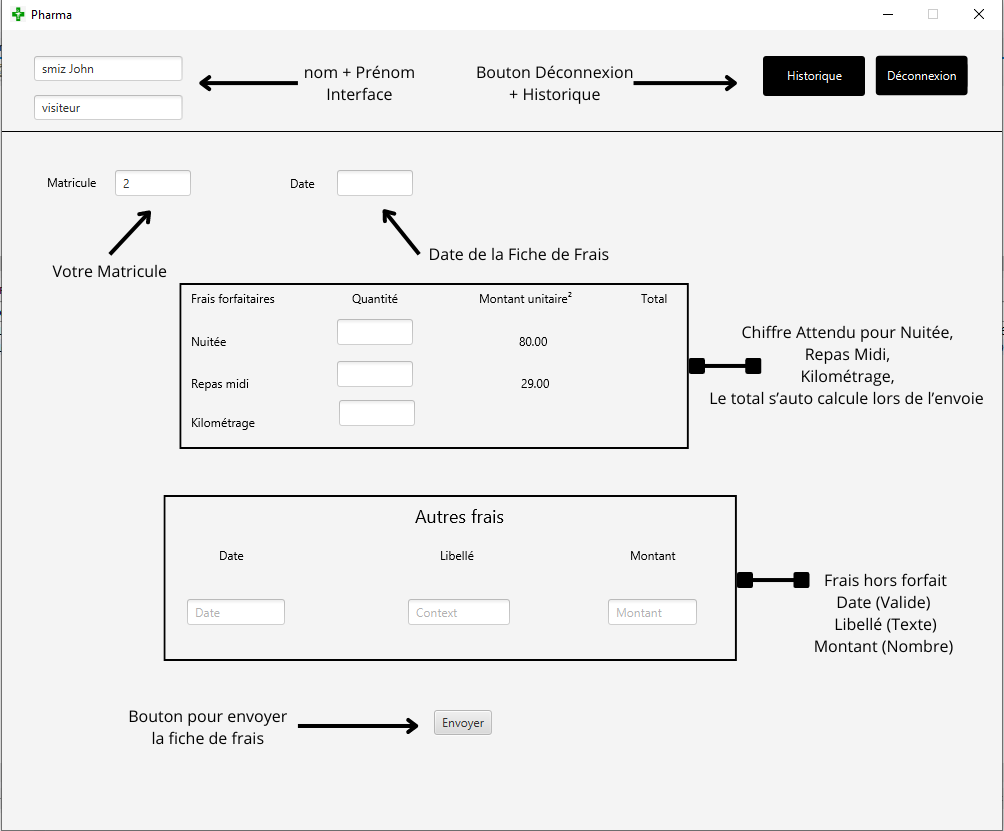 Pharma
smiz John
visiteur
nom + Prénom
Interface
Bouton Déconnexion
+ Historique
Historique
Déconnexion
Matricule
2
Date
Votre Matricule
Date de la Fiche de Frais
Frais forfaitaires
Quantité
Montant unitaire²
Total
Nuitée
80.00
Repas midi
29.00
Kilométrage
Chiffre Attendu pour Nuitée,
Repas Midi,
Kilométrage,
Le total s’auto calcule lors de l’envoie
Autres frais
Date
Libellé
Montant
Date
Context
Montant
Frais hors forfait
Date (Valide)
Libellé (Texte)
Montant (Nombre)
Bouton pour envoyer
la fiche de frais
Envoyer